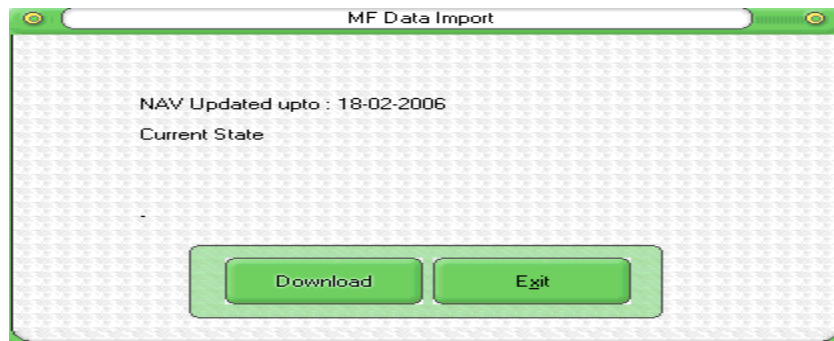 MF Data Import
NAV Updated upto : 18-02-2006
Current State
-
Download
Exit